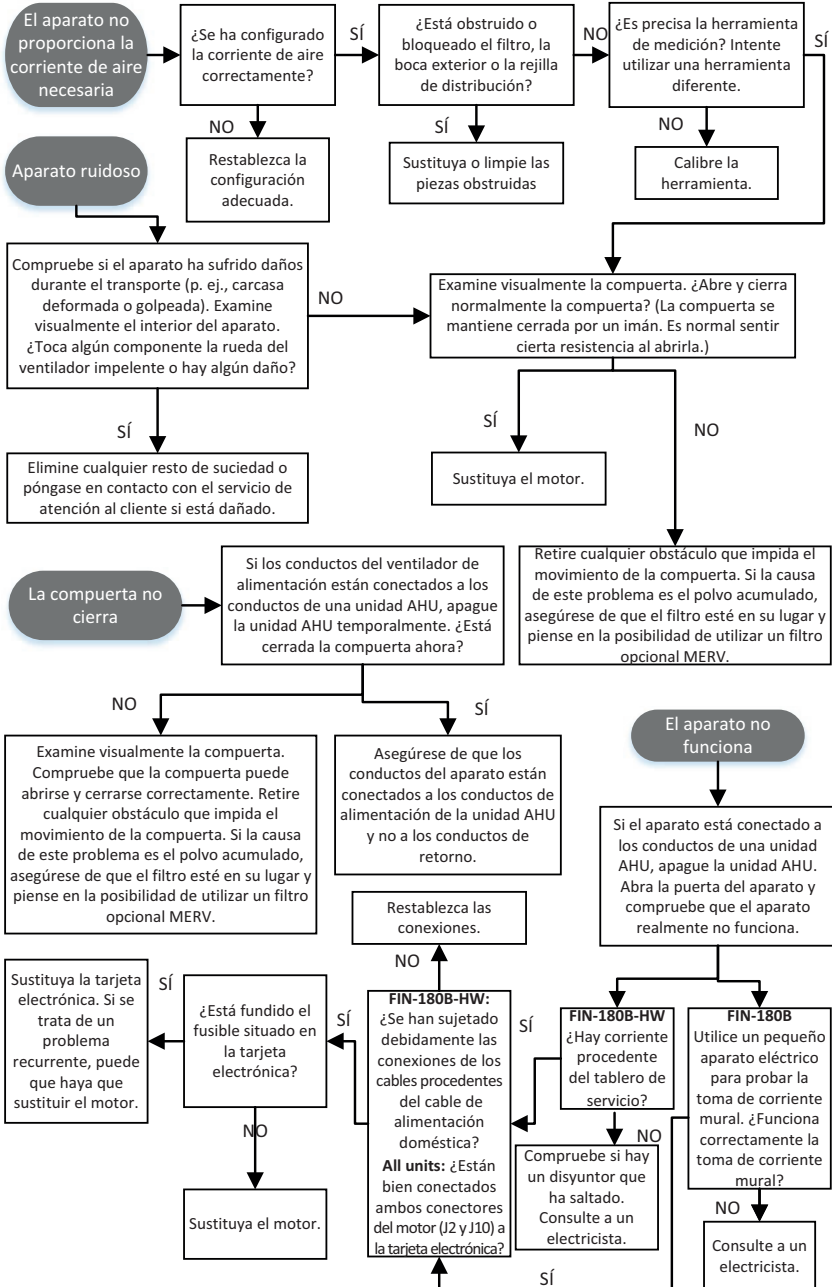 El aparato no
proporciona la
corriente de aire
necesaria
¿Se ha configurado
la corriente de aire
correctamente?
SÍ
¿Está obstruido o
bloqueado el filtro, la
boca exterior o la rejilla
de distribución?
NO
¿Es precisa la herramienta
de medición? Intente
utilizar una herramienta
diferente.
SÍ
NO
Restablezca la
configuración
adecuada.
SÍ
Sustituya o limpie las
piezas obstruidas
NO
Calibre la
herramienta.
Aparato ruidoso
Compruebe si el aparato ha sufrido daños
durante el transporte (p. ej., carcasa
deformada o golpeada). Examine
visualmente el interior del aparato.
¿Toca algún componente la rueda del
ventilador impelente o hay algún daño?
NO
Examine visualmente la compuerta. ¿Abre y cierra
normalmente la compuerta? (La compuerta se
mantiene cerrada por un imán. Es normal sentir
cierta resistencia al abrirla.)
SÍ
Elimine cualquier resto de suciedad o
póngase en contacto con el servicio de
atención al cliente si está dañado.
SÍ
Sustituya el motor.
NO
Retire cualquier obstáculo que impida el
movimiento de la compuerta. Si la causa
de este problema es el polvo acumulado,
asegúrese de que el filtro esté en su lugar y
piense en la posibilidad de utilizar un filtro
opcional MERV.
La compuerta no
cierra
Si los conductos del ventilador de
alimentación están conectados a los
conductos de una unidad AHU, apague
la unidad AHU temporalmente. ¿Está
cerrada la compuerta ahora?
NO
Examine visualmente la compuerta.
Compruebe que la compuerta puede
abrirse y cerrarse correctamente. Retire
cualquier obstáculo que impida el
movimiento de la compuerta. Si la causa
de este problema es el polvo acumulado,
asegúrese de que el filtro esté en su lugar y
piense en la posibilidad de utilizar un filtro
opcional MERV.
SÍ
Asegúrese de que los
conductos del aparato están
conectados a los conductos de
alimentación de la unidad AHU
y no a los conductos de
retorno.
El aparato no
funciona
Si el aparato está conectado a
los conductos de una unidad
AHU, apague la unidad AHU.
Abra la puerta del aparato y
compruebe que el aparato
realmente no funciona.
FIN-180B
Utilice un pequeño
aparato eléctrico
para probar la
toma de corriente
mural. ¿Funciona
correctamente la
toma de corriente
mural?
NO
Consulte a un
electricista.
SÍ
FIN-180B-HW
¿Hay corriente
procedente
del tablero de
servicio?
NO
Compruebe si hay
un disyuntor que
ha saltado.
Consulte a un
electricista.
SÍ
FIN-180B-HW:
¿Se han sujetado
debidamente las
conexiones de los
cables procedentes
del cable de
alimentación
doméstica?
All units: ¿Están
bien conectados
ambos conectores
del motor (J2 y J10) a
la tarjeta electrónica?
NO
Restablezca las
conexiones.
SÍ
¿Está fundido el
fusible situado en
la tarjeta
electrónica?
SÍ
Sustituya la tarjeta
electrónica. Si se
trata de un
problema
recurrente, puede
que haya que
sustituir el motor.
NO
Sustituya el motor.